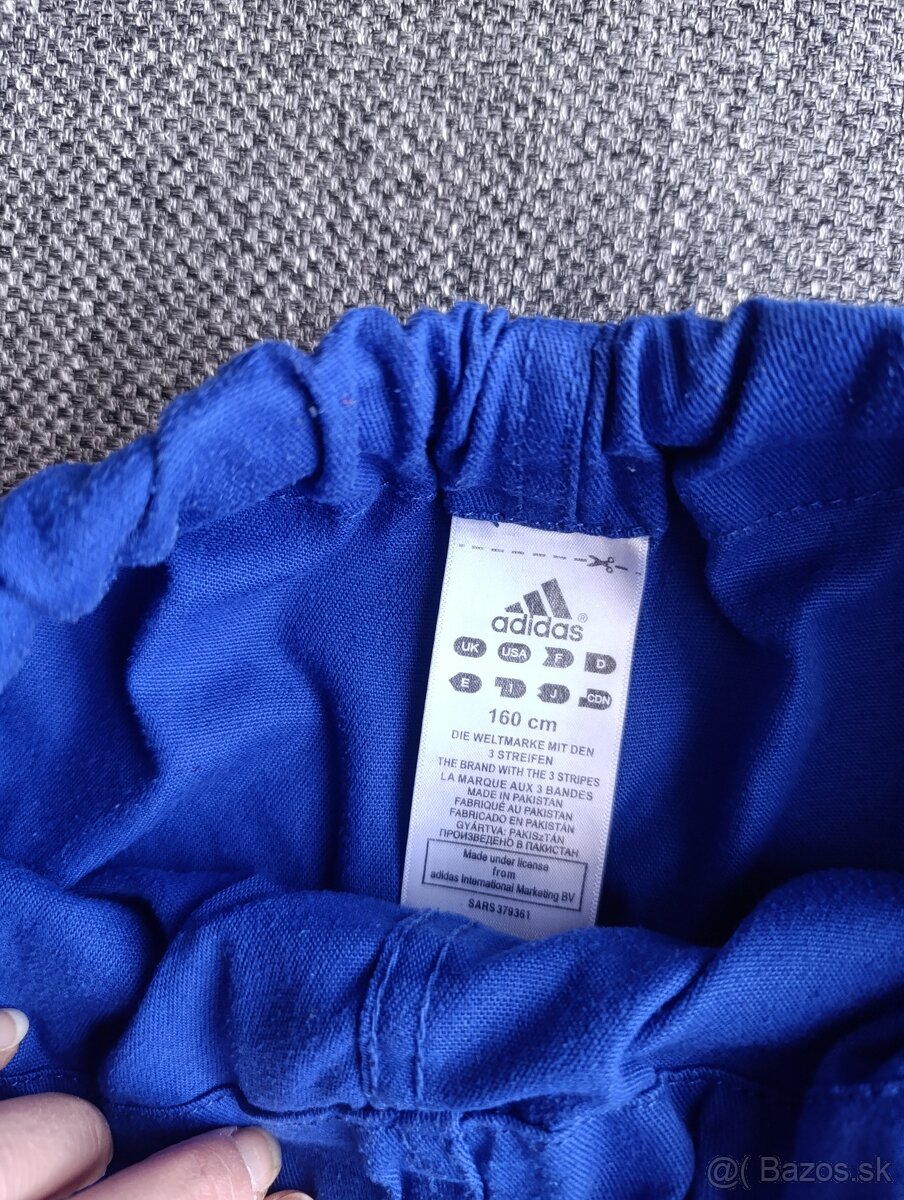 adidas®
UK USA F D
E I J CDN
160 cm
DIE WELTMARKE MIT DEN
3 STREIFEN
THE BRAND WITH THE 3 STRIPES
LA MARQUE AUX 3 BANDES
MADE IN PAKISTAN
FABRIQUÉ AU PAKISTAN
FABRICADO EN PAKISTÁN
GYÁRTVA: PAKISzTÁN
ПРОИЗВЕДЕНО В ПАКИСТАН
Made under license
from
adidas International Marketing BV
SARS 379361
@( Bazos.sk